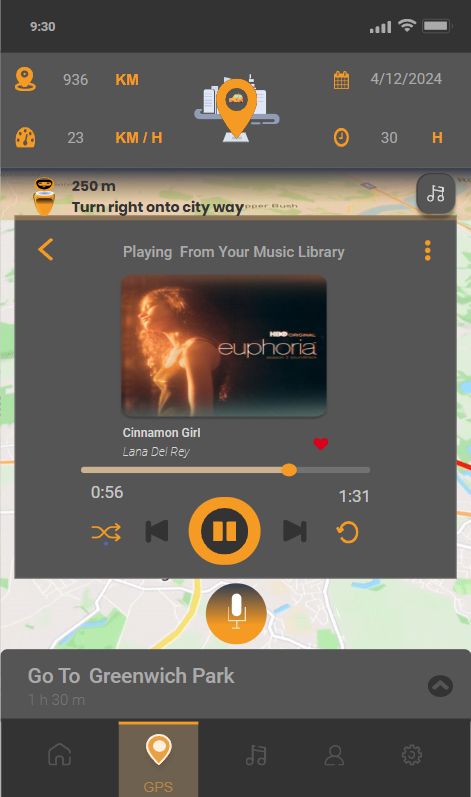 9:30
936 KM
4/12/2024
23 KM / H
30 H
250 m
Turn right onto city way
Playing From Your Music Library
HBO ORIGINAL
euphoria
Cinnamon Girl
Lana Del Rey
0:56
1:31
Go To Greenwich Park
1 h 30 m
GPS